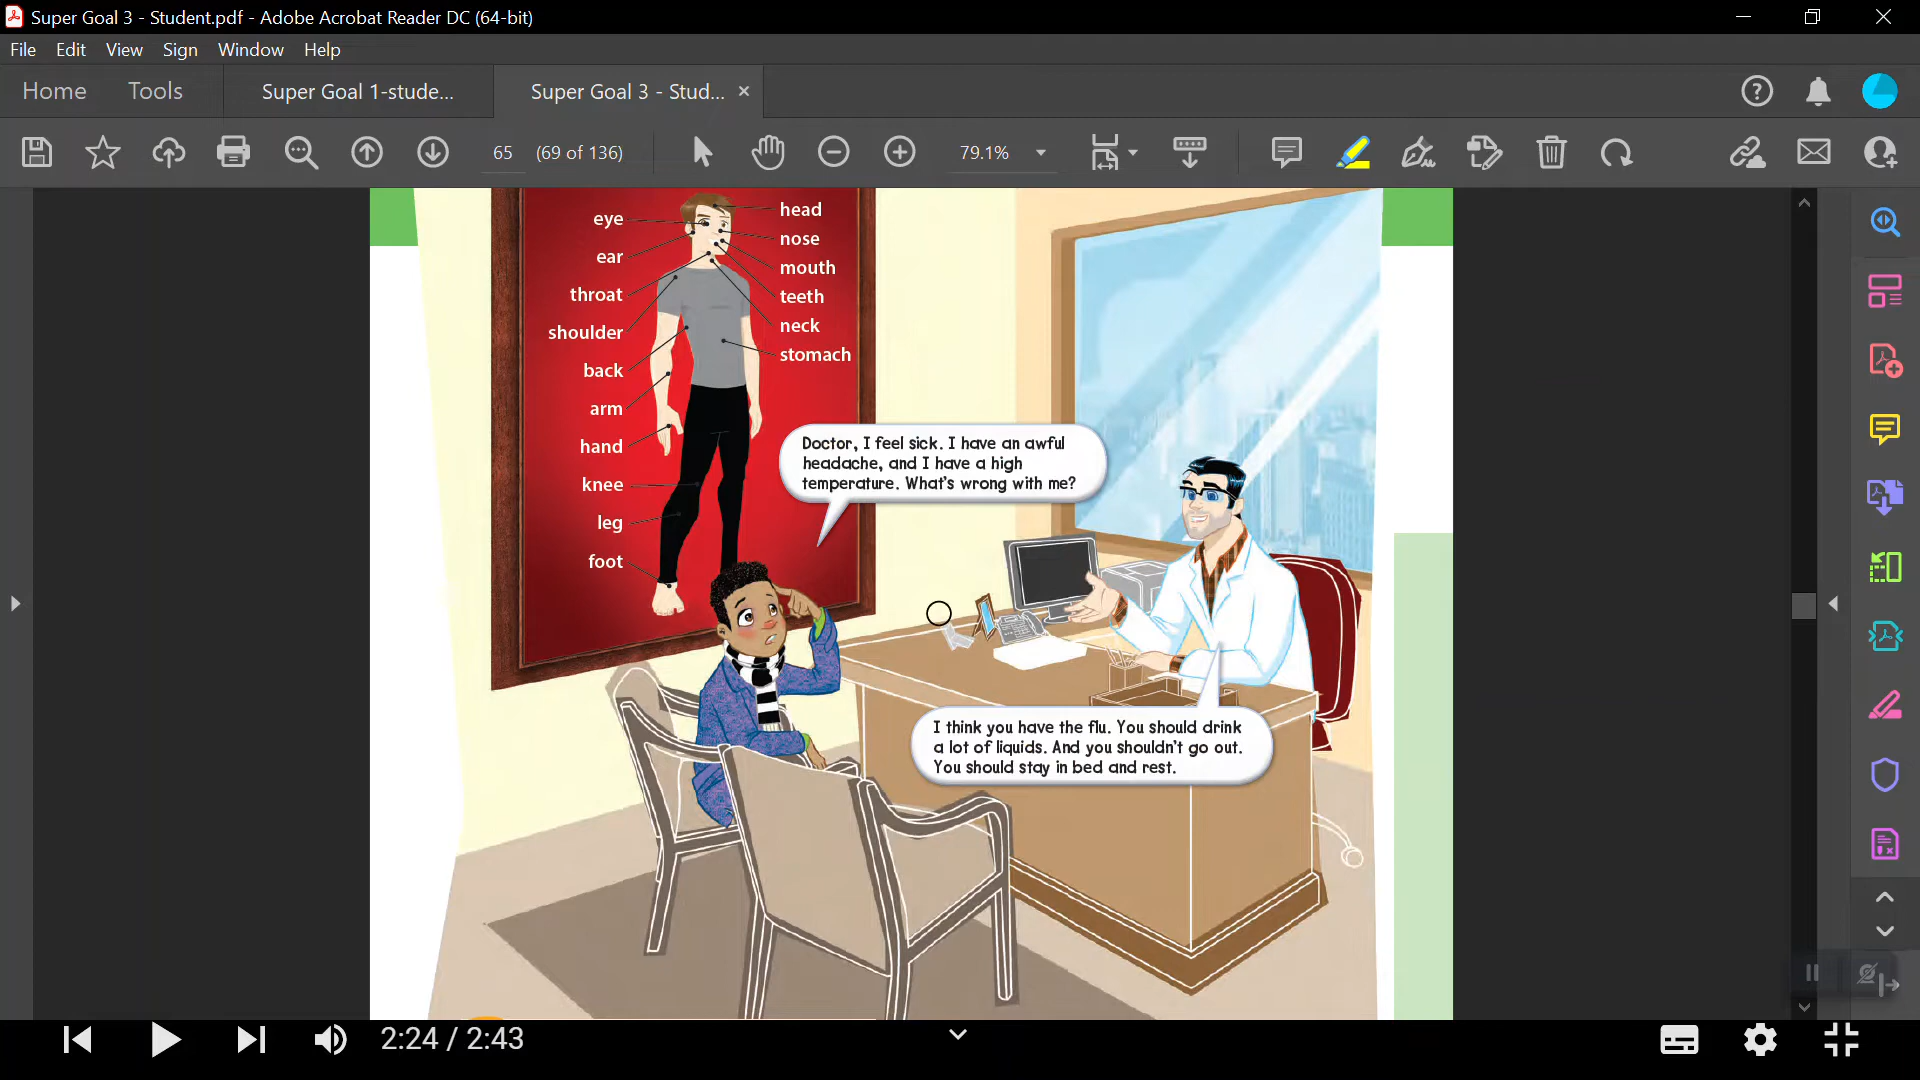 Super Goal 3 - Student.pdf - Adobe Acrobat Reader DC (64-bit)
File Edit View Sign Window Help
Home Tools Super Goal 1-stude... Super Goal 3 - Stud...
65 (69 of 136) 79.1%
eye
ear
throat
shoulder
back
arm
hand
knee
leg
foot
head
nose
mouth
teeth
neck
stomach
Doctor, I feel sick. I have an awful
headache, and I have a high
temperature. What's wrong with me?
I think you have the flu. You should drink
a lot of liquids. And you shouldn't go out.
You should stay in bed and rest.
2:24 / 2:43